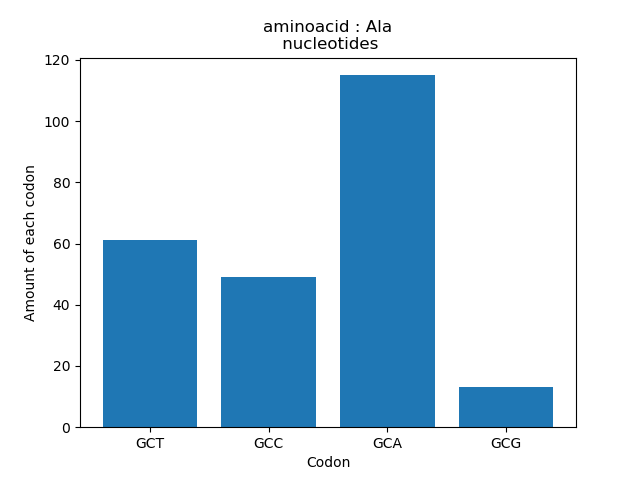 aminoacid : Ala
nucleotides
Amount of each codon
120
100
80
60
40
20
0
GCT GCC GCA GCG
Codon